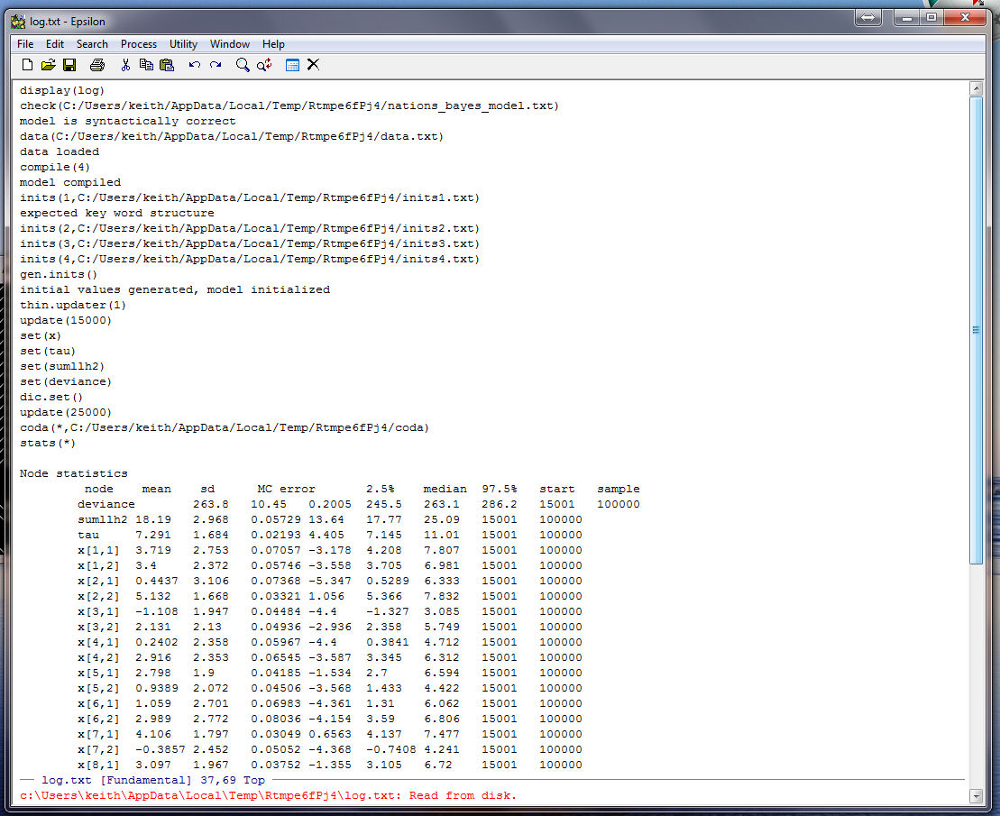 log.txt - Epsilon
File Edit Search Process Utility Window Help
display(log)
check(C:/Users/keith/AppData/Local/Temp/Rtmpe6fPj4/nations_bayes_model.txt)
model is syntactically correct
data(C:/Users/keith/AppData/Local/Temp/Rtmpe6fPj4/data.txt)
data loaded
compile(4)
model compiled
inits(1,C:/Users/keith/AppData/Local/Temp/Rtmpe6fPj4/inits1.txt)
expected key word structure
inits(2,C:/Users/keith/AppData/Local/Temp/Rtmpe6fPj4/inits2.txt)
inits(3,C:/Users/keith/AppData/Local/Temp/Rtmpe6fPj4/inits3.txt)
inits(4,C:/Users/keith/AppData/Local/Temp/Rtmpe6fPj4/inits4.txt)
gen.inits()
initial values generated, model initialized
thin.updater(1)
update(15000)
set(x)
set(tau)
set(sumllh2)
set(deviance)
dic.set()
update(25000)
coda(*,C:/Users/keith/AppData/Local/Temp/Rtmpe6fPj4/coda)
stats(*)
Node statistics
node mean sd MC error 2.5% median 97.5% start sample
deviance 263.8 10.45 0.2005 245.5 263.1 286.2 15001 100000
sumllh2 18.19 2.968 0.05729 13.64 17.77 25.09 15001 100000
tau 7.291 1.684 0.02193 4.405 7.145 11.01 15001 100000
x[1,1] 3.719 2.753 0.07057 -3.178 4.208 7.807 15001 100000
x[1,2] 3.4 2.372 0.05746 -3.558 3.705 6.981 15001 100000
x[2,1] 0.4437 3.106 0.07368 -5.347 0.5289 6.333 15001 100000
x[2,2] 5.132 1.668 0.03321 1.056 5.366 7.832 15001 100000
x[3,1] -1.108 1.947 0.04484 -4.4 -1.327 3.085 15001 100000
x[3,2] 2.131 2.13 0.04936 -2.936 2.358 5.749 15001 100000
x[4,1] 0.2402 2.358 0.05967 -4.4 0.3841 4.712 15001 100000
x[4,2] 2.916 2.353 0.06545 -3.587 3.345 6.312 15001 100000
x[5,1] 2.798 1.9 0.04185 -1.534 2.7 6.594 15001 100000
x[5,2] 0.9389 2.072 0.04506 -3.568 1.433 4.422 15001 100000
x[6,1] 1.059 2.701 0.06983 -4.361 1.31 6.062 15001 100000
x[6,2] 2.989 2.772 0.08036 -4.154 3.59 6.806 15001 100000
x[7,1] 4.106 1.797 0.03049 0.6563 4.137 7.477 15001 100000
x[7,2] -0.3857 2.452 0.05052 -4.368 -0.7408 4.241 15001 100000
x[8,1] 3.097 1.967 0.03752 -1.355 3.105 6.72 15001 100000
log.txt [Fundamental] 37,69 Top
c:\Users\keith\AppData\Local\Temp\Rtmpe6fPj4\log.txt: Read from disk.